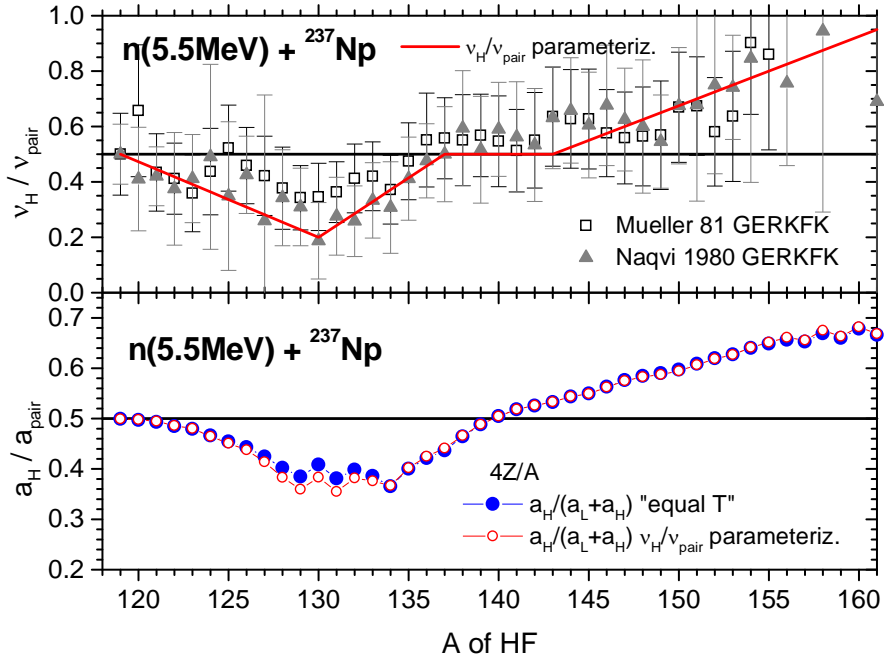 n(5.5MeV) + ²³⁷Np
ν_H/ν_pair parameteriz.
1.0
0.8
0.6
0.4
0.2
0.0
ν_H / ν_pair
Mueller 81 GERKFK
Naqvi 1980 GERKFK
n(5.5MeV) + ²³⁷Np
0.7
0.6
0.5
0.4
0.3
0.2
a_H / a_pair
4Z/A
a_H/(a_L+a_H) "equal T"
a_H/(a_L+a_H) ν_H/ν_pair parameteriz.
120 125 130 135 140 145 150 155 160
A of HF